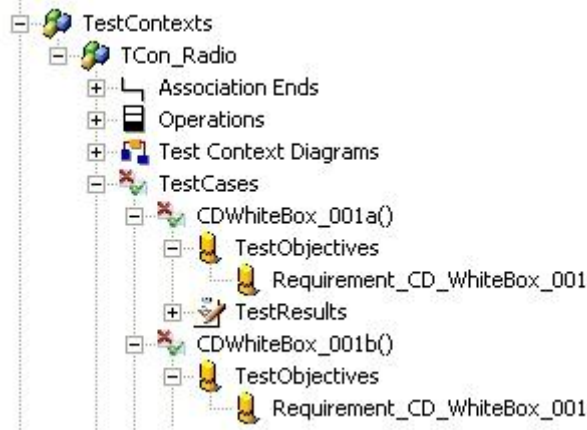 TestContexts
TCon_Radio
Association Ends
Operations
Test Context Diagrams
TestCases
CDWhiteBox_001a()
TestObjectives
Requirement_CD_WhiteBox_001
TestResults
CDWhiteBox_001b()
TestObjectives
Requirement_CD_WhiteBox_001